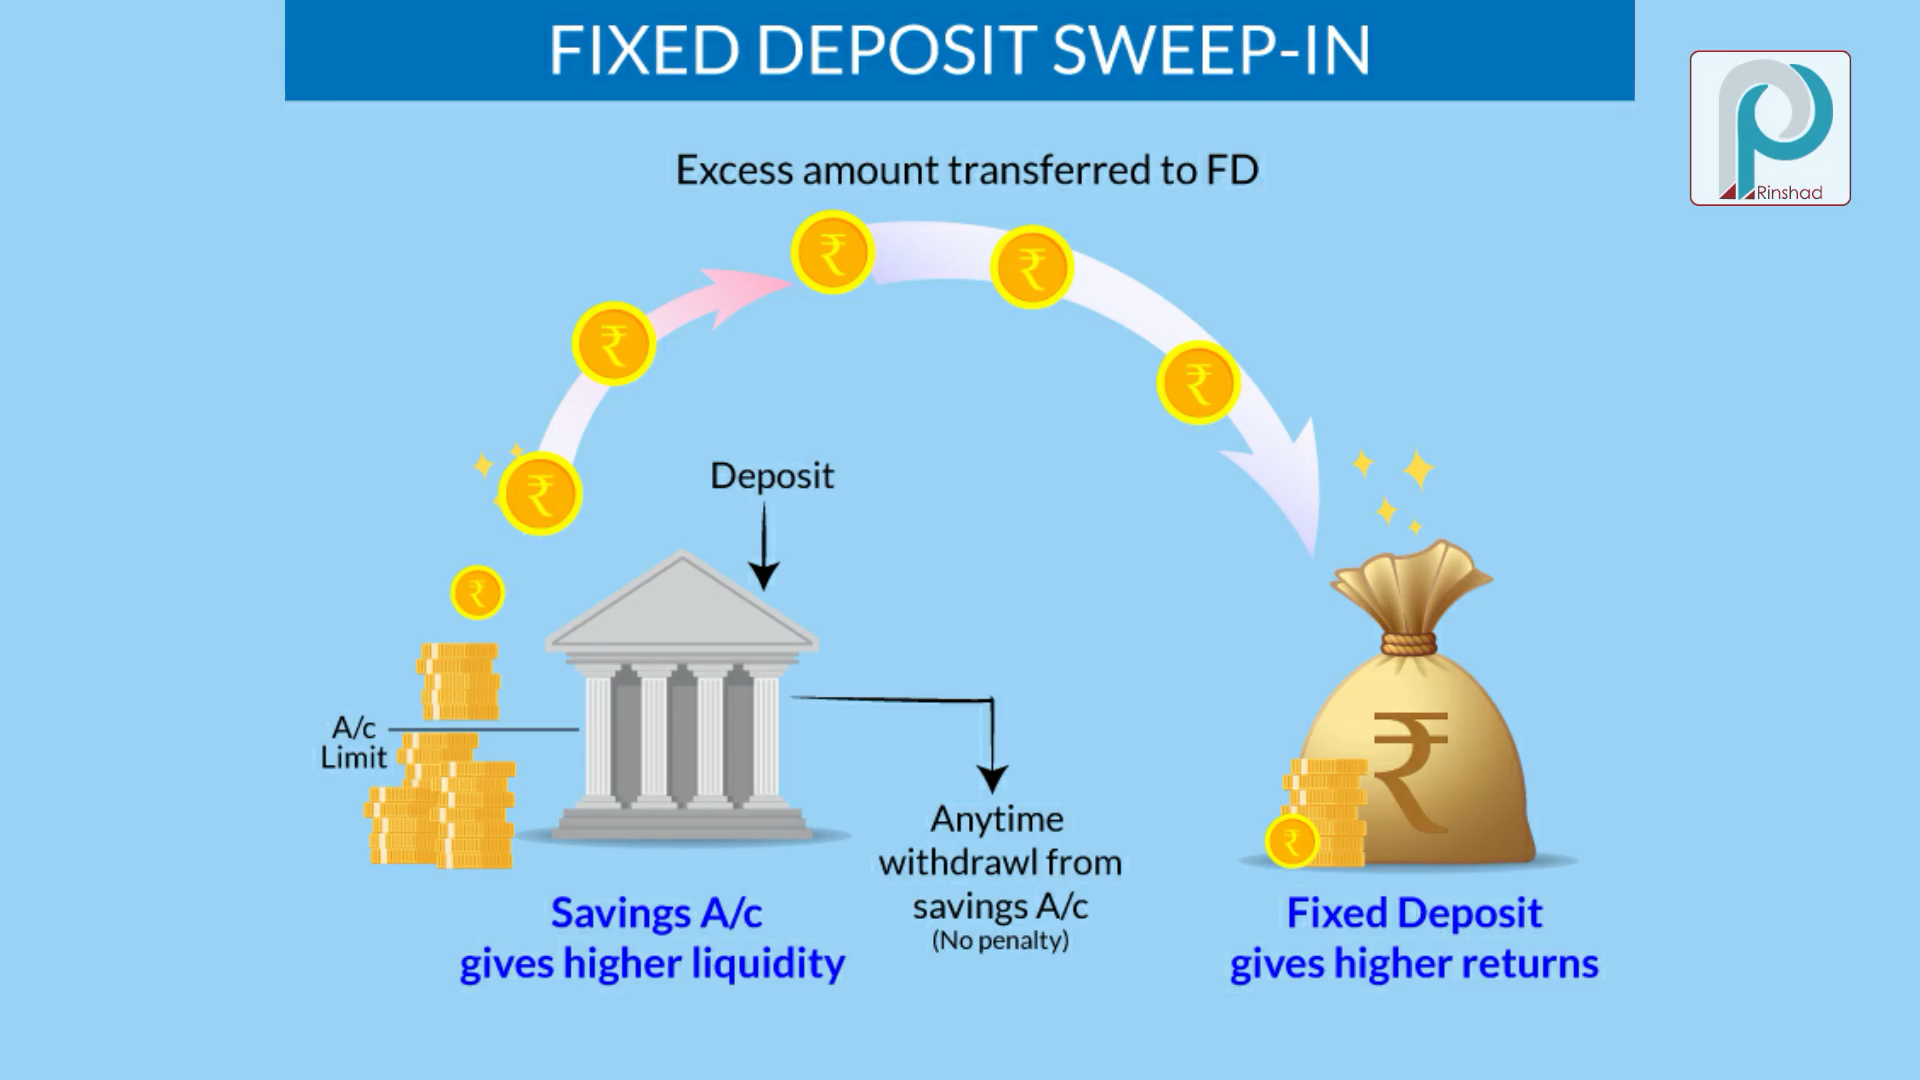 FIXED DEPOSIT SWEEP-IN
Rinshad
Excess amount transferred to FD
₹
₹
₹
₹
₹
₹
Deposit
A/c
Limit
₹
₹
Anytime
withdrawl from
savings A/c
(No penalty)
Savings A/c
gives higher liquidity
Fixed Deposit
gives higher returns